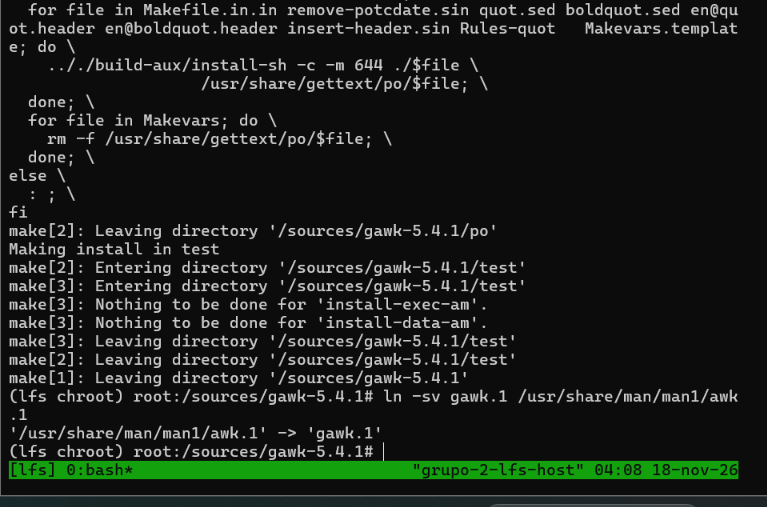 for file in Makefile.in.in remove-potcdate.sin quot.sed boldquot.sed en@qu
ot.header en@boldquot.header insert-header.sin Rules-quot   Makevars.templat
e; do \
    .././build-aux/install-sh -c -m 644 ./$file \
                    /usr/share/gettext/po/$file; \
  done; \
  for file in Makevars; do \
    rm -f /usr/share/gettext/po/$file; \
  done; \
else \
  : ; \
fi
make[2]: Leaving directory '/sources/gawk-5.4.1/po'
Making install in test
make[2]: Entering directory '/sources/gawk-5.4.1/test'
make[3]: Entering directory '/sources/gawk-5.4.1/test'
make[3]: Nothing to be done for 'install-exec-am'.
make[3]: Nothing to be done for 'install-data-am'.
make[3]: Leaving directory '/sources/gawk-5.4.1/test'
make[2]: Leaving directory '/sources/gawk-5.4.1/test'
make[1]: Leaving directory '/sources/gawk-5.4.1'
(lfs chroot) root:/sources/gawk-5.4.1# ln -sv gawk.1 /usr/share/man/man1/awk
.1
'/usr/share/man/man1/awk.1' -> 'gawk.1'
(lfs chroot) root:/sources/gawk-5.4.1#
[lfs] 0:bash*                              "grupo-2-lfs-host" 04:08 18-nov-26